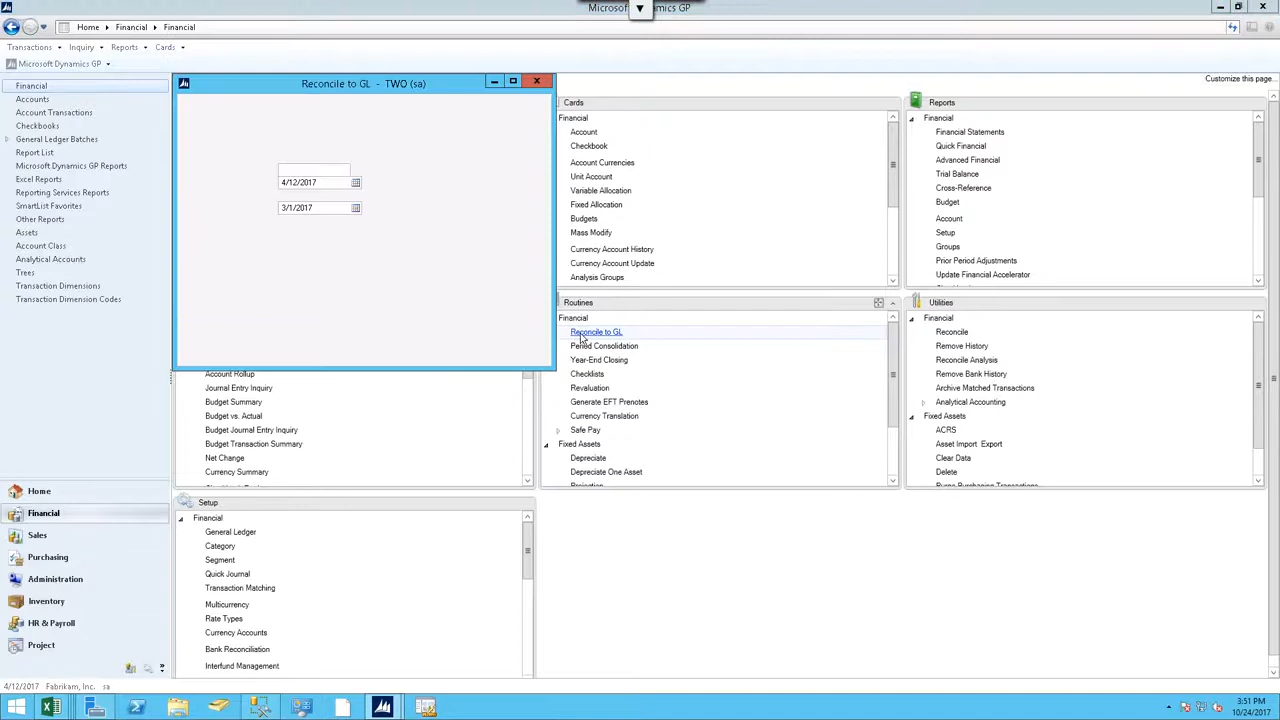 Microsoft Dynamics GP
Home
Financial
Financial
Transactions
Inquiry
Reports
Cards
Microsoft Dynamics GP
Customize this page...
Financial
Accounts
Account Transactions
Checkbooks
General Ledger Batches
Report List
Microsoft Dynamics GP Reports
Excel Reports
Reporting Services Reports
SmartList Favorites
Other Reports
Assets
Account Class
Analytical Accounts
Trees
Transaction Dimensions
Transaction Dimension Codes
Home
Financial
Sales
Purchasing
Administration
Inventory
HR & Payroll
Project
Reconcile to GL - TWO (sa)
4/12/2017
3/1/2017
Account Rollup
Journal Entry Inquiry
Budget Summary
Budget vs. Actual
Budget Journal Entry Inquiry
Budget Transaction Summary
Net Change
Currency Summary
Setup
Financial
General Ledger
Category
Segment
Quick Journal
Transaction Matching
Multicurrency
Rate Types
Currency Accounts
Bank Reconciliation
Interfund Management
Cards
Financial
Account
Checkbook
Account Currencies
Unit Account
Variable Allocation
Fixed Allocation
Budgets
Mass Modify
Currency Account History
Currency Account Update
Analysis Groups
Routines
Financial
Reconcile to GL
Period Consolidation
Year-End Closing
Checklists
Revaluation
Generate EFT Prenotes
Currency Translation
Safe Pay
Fixed Assets
Depreciate
Depreciate One Asset
Projection
Reports
Financial
Financial Statements
Quick Financial
Advanced Financial
Trial Balance
Cross-Reference
Budget
Account
Setup
Groups
Prior Period Adjustments
Update Financial Accelerator
Utilities
Financial
Reconcile
Remove History
Reconcile Analysis
Remove Bank History
Archive Matched Transactions
Analytical Accounting
Fixed Assets
ACRS
Asset Import Export
Clear Data
Delete
Purge Purchasing Transactions
4/12/2017 Fabrikam, Inc. sa
3:51 PM
10/24/2017